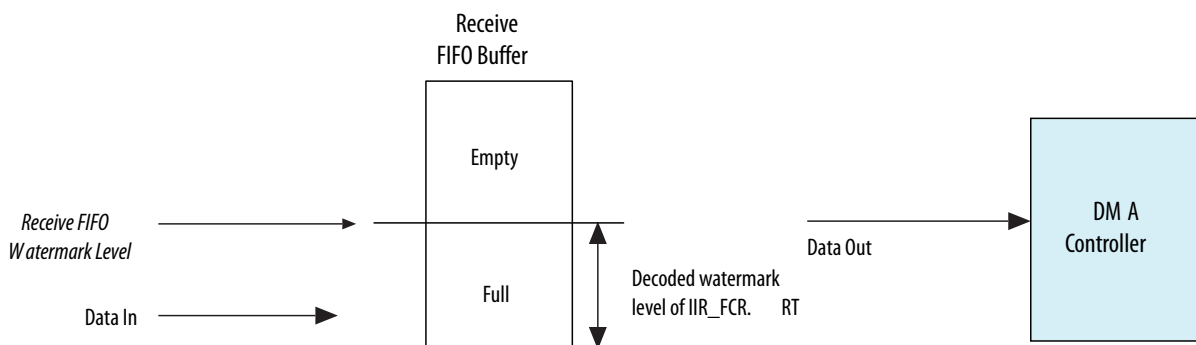 Receive
FIFO Buffer
Empty
Receive FIFO
Watermark Level
Data In
Full
Decoded watermark
level of IIR_FCR. RT
Data Out
DM A
Controller